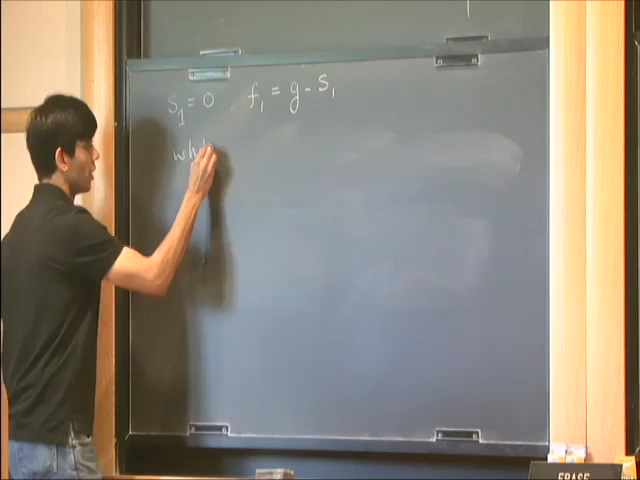 S₁ = 0 f₁ = g - S₁
wh
ERASE